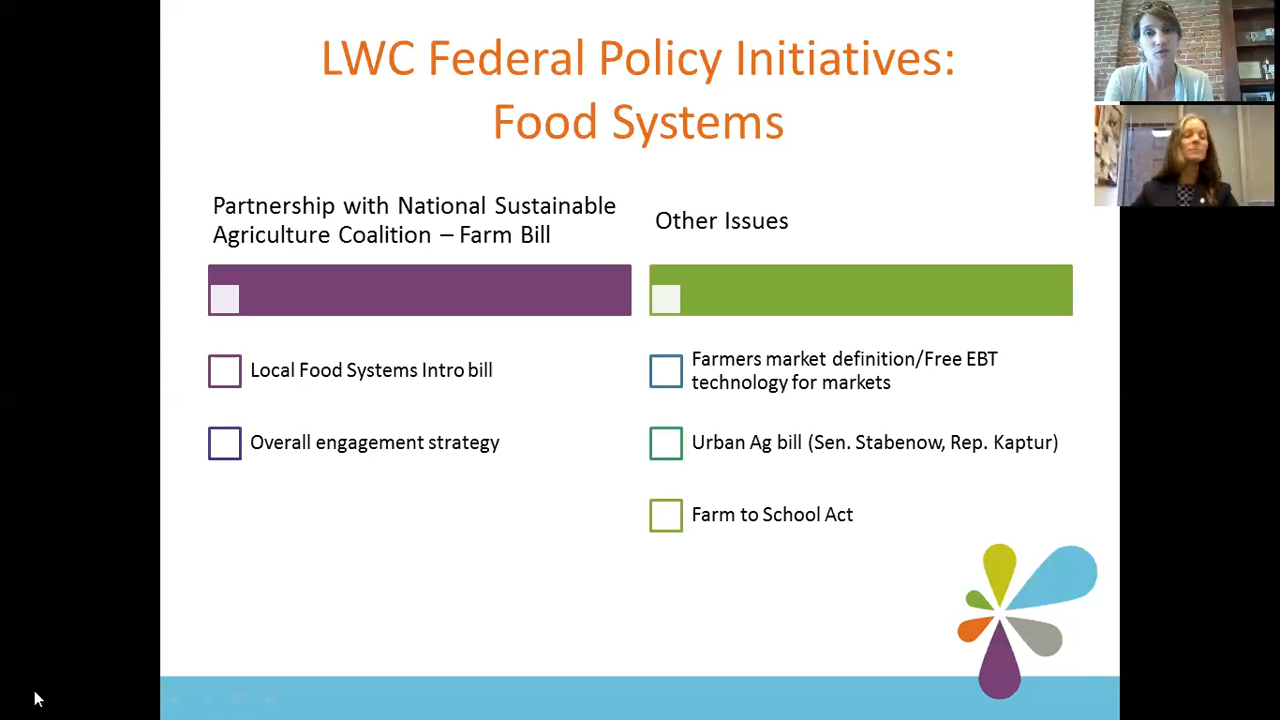 LWC Federal Policy Initiatives:
Food Systems
Partnership with National Sustainable
Agriculture Coalition – Farm Bill
Local Food Systems Intro bill
Overall engagement strategy
Other Issues
Farmers market definition/Free EBT
technology for markets
Urban Ag bill (Sen. Stabenow, Rep. Kaptur)
Farm to School Act